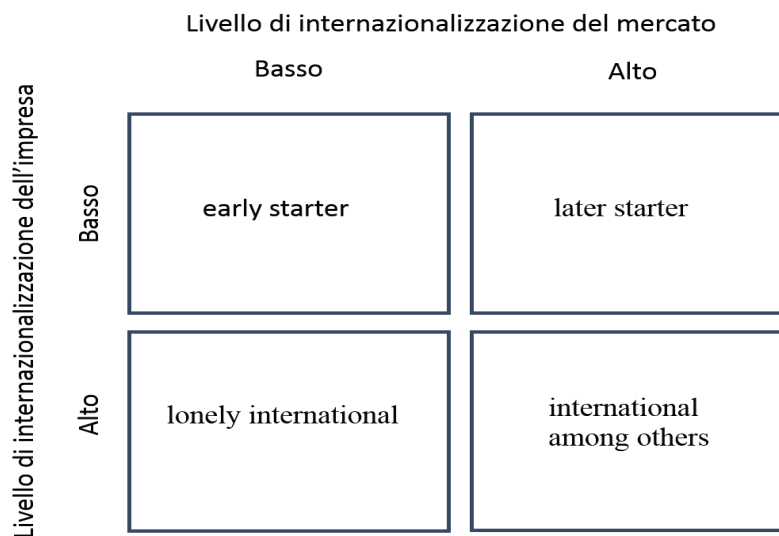 Livello di internazionalizzazione del mercato
Basso
Alto
Livello di internazionalizzazione dell'impresa
Basso
early starter
later starter
Alto
lonely international
international
among others